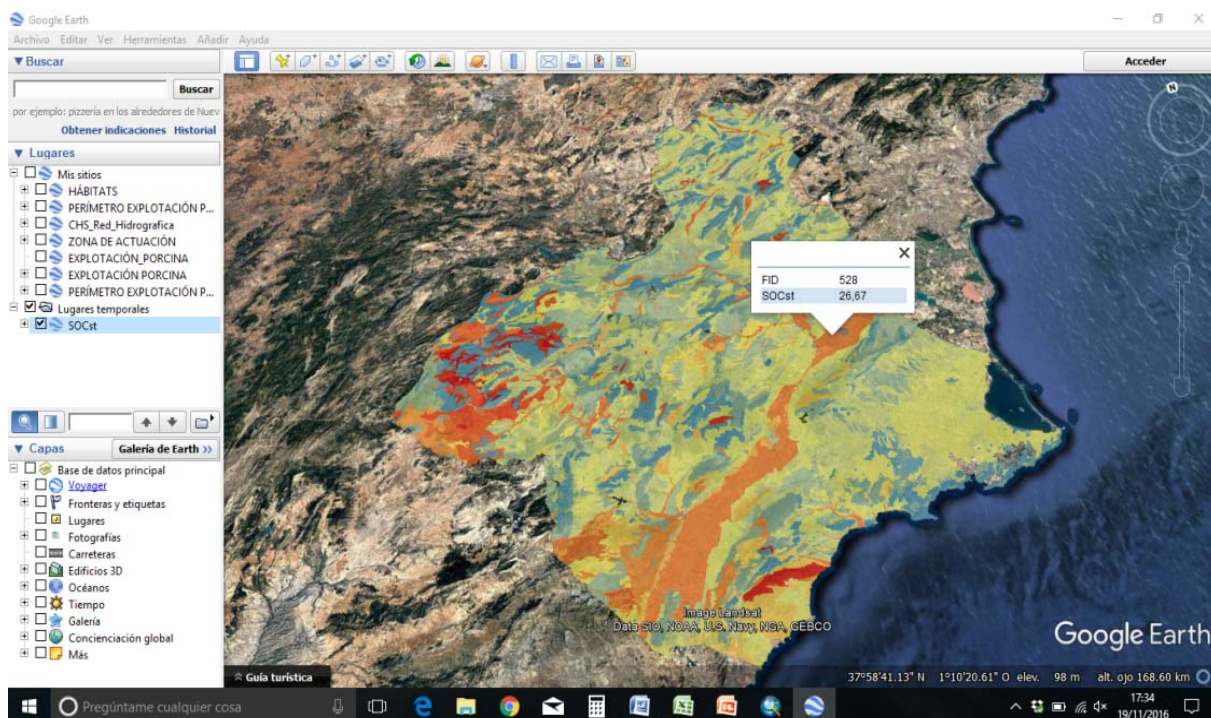 Google Earth
Archivo Editar Ver Herramientas Añadir Ayuda
Buscar
Acceder
Buscar
por ejemplo: pizzería en los alrededores de Nuev
Obtener indicaciones Historial
Lugares
Mis sitios
HÁBITATS
PERÍMETRO EXPLOTACIÓN P...
CHS_Red_Hidrografica
ZONA DE ACTUACIÓN
EXPLOTACIÓN_PORCINA
EXPLOTACIÓN PORCINA
PERÍMETRO EXPLOTACIÓN P...
Lugares temporales
SOCst
FID 528
SOCst 26,67
Capas Galería de Earth >>
Base de datos principal
Voyager
Fronteras y etiquetas
Lugares
Fotografías
Carreteras
Edificios 3D
Océanos
Tiempo
Galería
Concienciación global
Más
N
Image Landsat
Data SIO, NOAA, U.S. Navy, NGA, GEBCO
Google Earth
Guía turística
37°58'41.13" N 1°10'20.61" O elev. 98 m alt. ojo 168.60 km
Pregúntame cualquier cosa
17:34
19/11/2016